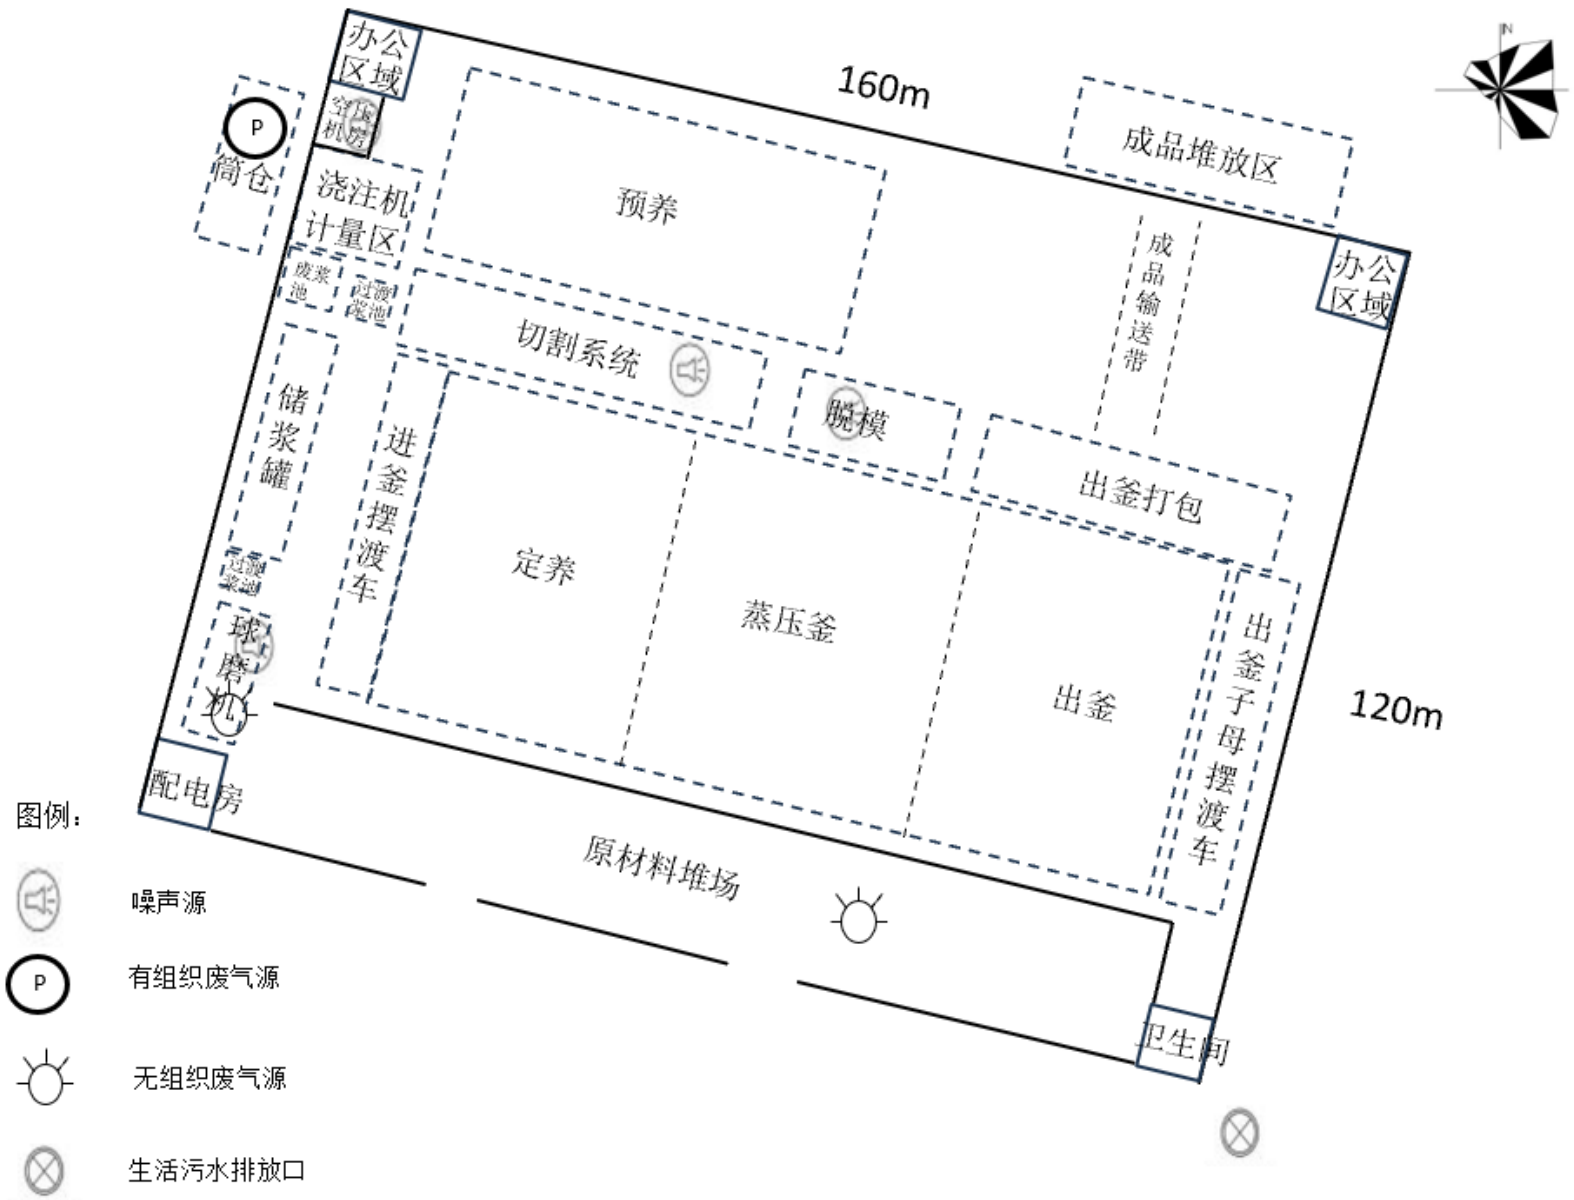 办公
区域
160m
N
P
空压
机房
筒仓
成品堆放区
浇注机
计量区
预养
成品输送带
办公
区域
废浆
池
过渡
浆池
切割系统
储浆罐
脱模
进釜摆渡车
出釜打包
定养
蒸压釜
出釜
出釜子母摆渡车
过渡
浆池
球磨机
120m
配电房
原材料堆场
卫生间
图例：
噪声源
P
有组织废气源
无组织废气源
生活污水排放口